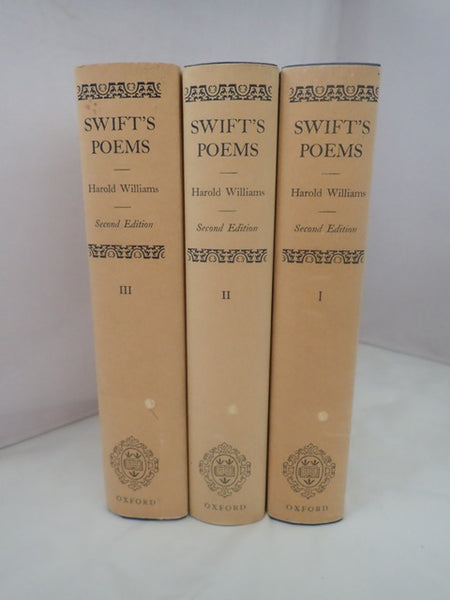 SWIFT'S
POEMS
Harold Williams
Second Edition
III
OXFORD
SWIFT'S
POEMS
Harold Williams
Second Edition
II
OXFORD
SWIFT'S
POEMS
Harold Williams
Second Edition
I
OXFORD